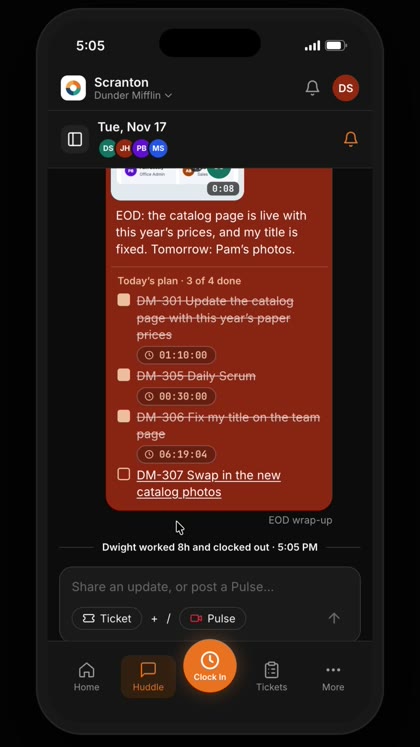 5:05
Scranton
Dunder Mifflin
DS
Tue, Nov 17
DS JH PB MS
Office Admin
Sales
0:08
EOD: the catalog page is live with
this year's prices, and my title is
fixed. Tomorrow: Pam's photos.
Today's plan · 3 of 4 done
DM-301 Update the catalog
page with this year's paper
prices
01:10:00
DM-305 Daily Scrum
00:30:00
DM-306 Fix my title on the team
page
06:19:04
DM-307 Swap in the new
catalog photos
EOD wrap-up
Dwight worked 8h and clocked out · 5:05 PM
Share an update, or post a Pulse...
Ticket + / Pulse
Clock In
Home Huddle Tickets More